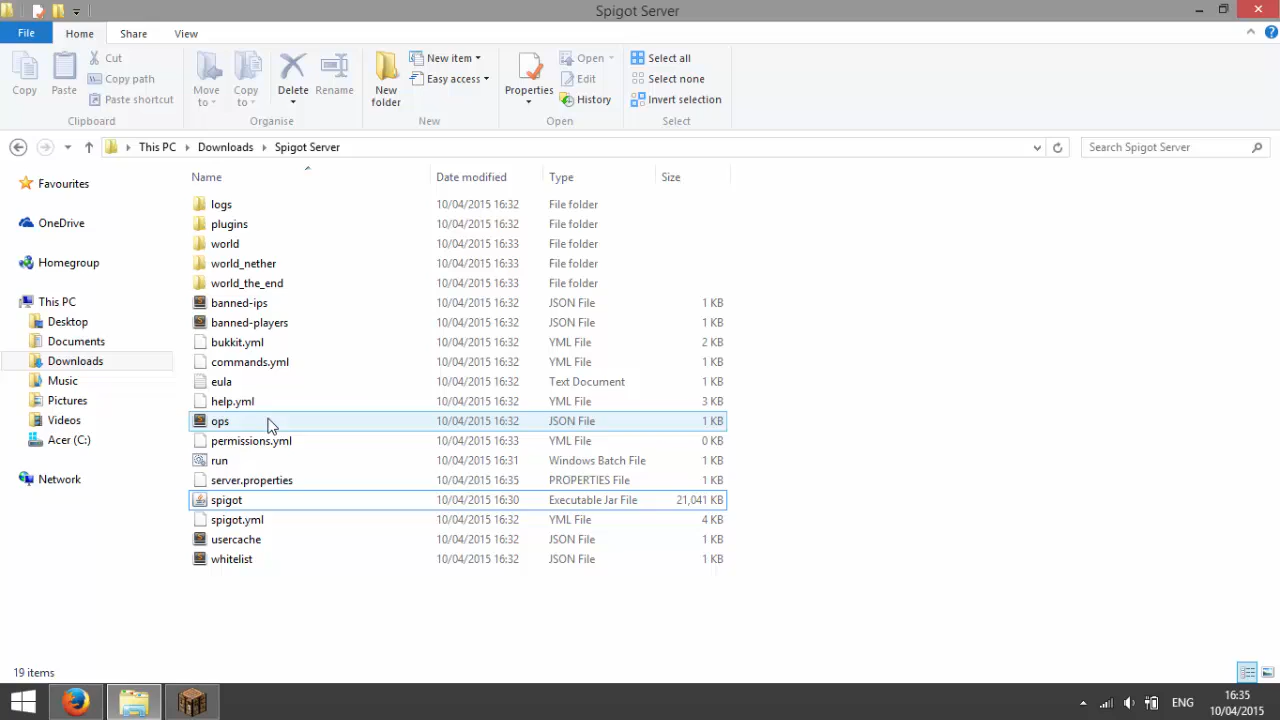 Spigot Server
File Home Share View
Copy
Paste
Cut
Copy path
Paste shortcut
Clipboard
Move to
Copy to
Delete
Rename
Organise
New folder
New item
Easy access
New
Properties
Open
Edit
History
Open
Select all
Select none
Invert selection
Select
This PC Downloads Spigot Server
Search Spigot Server
Favourites
OneDrive
Homegroup
This PC
Desktop
Documents
Downloads
Music
Pictures
Videos
Acer (C:)
Network
Name Date modified Type Size
logs 10/04/2015 16:32 File folder
plugins 10/04/2015 16:32 File folder
world 10/04/2015 16:33 File folder
world_nether 10/04/2015 16:33 File folder
world_the_end 10/04/2015 16:33 File folder
banned-ips 10/04/2015 16:32 JSON File 1 KB
banned-players 10/04/2015 16:32 JSON File 1 KB
bukkit.yml 10/04/2015 16:32 YML File 2 KB
commands.yml 10/04/2015 16:32 YML File 1 KB
eula 10/04/2015 16:32 Text Document 1 KB
help.yml 10/04/2015 16:32 YML File 3 KB
ops 10/04/2015 16:32 JSON File 1 KB
permissions.yml 10/04/2015 16:33 YML File 0 KB
run 10/04/2015 16:31 Windows Batch File 1 KB
server.properties 10/04/2015 16:35 PROPERTIES File 1 KB
spigot 10/04/2015 16:30 Executable Jar File 21,041 KB
spigot.yml 10/04/2015 16:32 YML File 4 KB
usercache 10/04/2015 16:32 JSON File 1 KB
whitelist 10/04/2015 16:32 JSON File 1 KB
19 items
ENG
16:35
10/04/2015